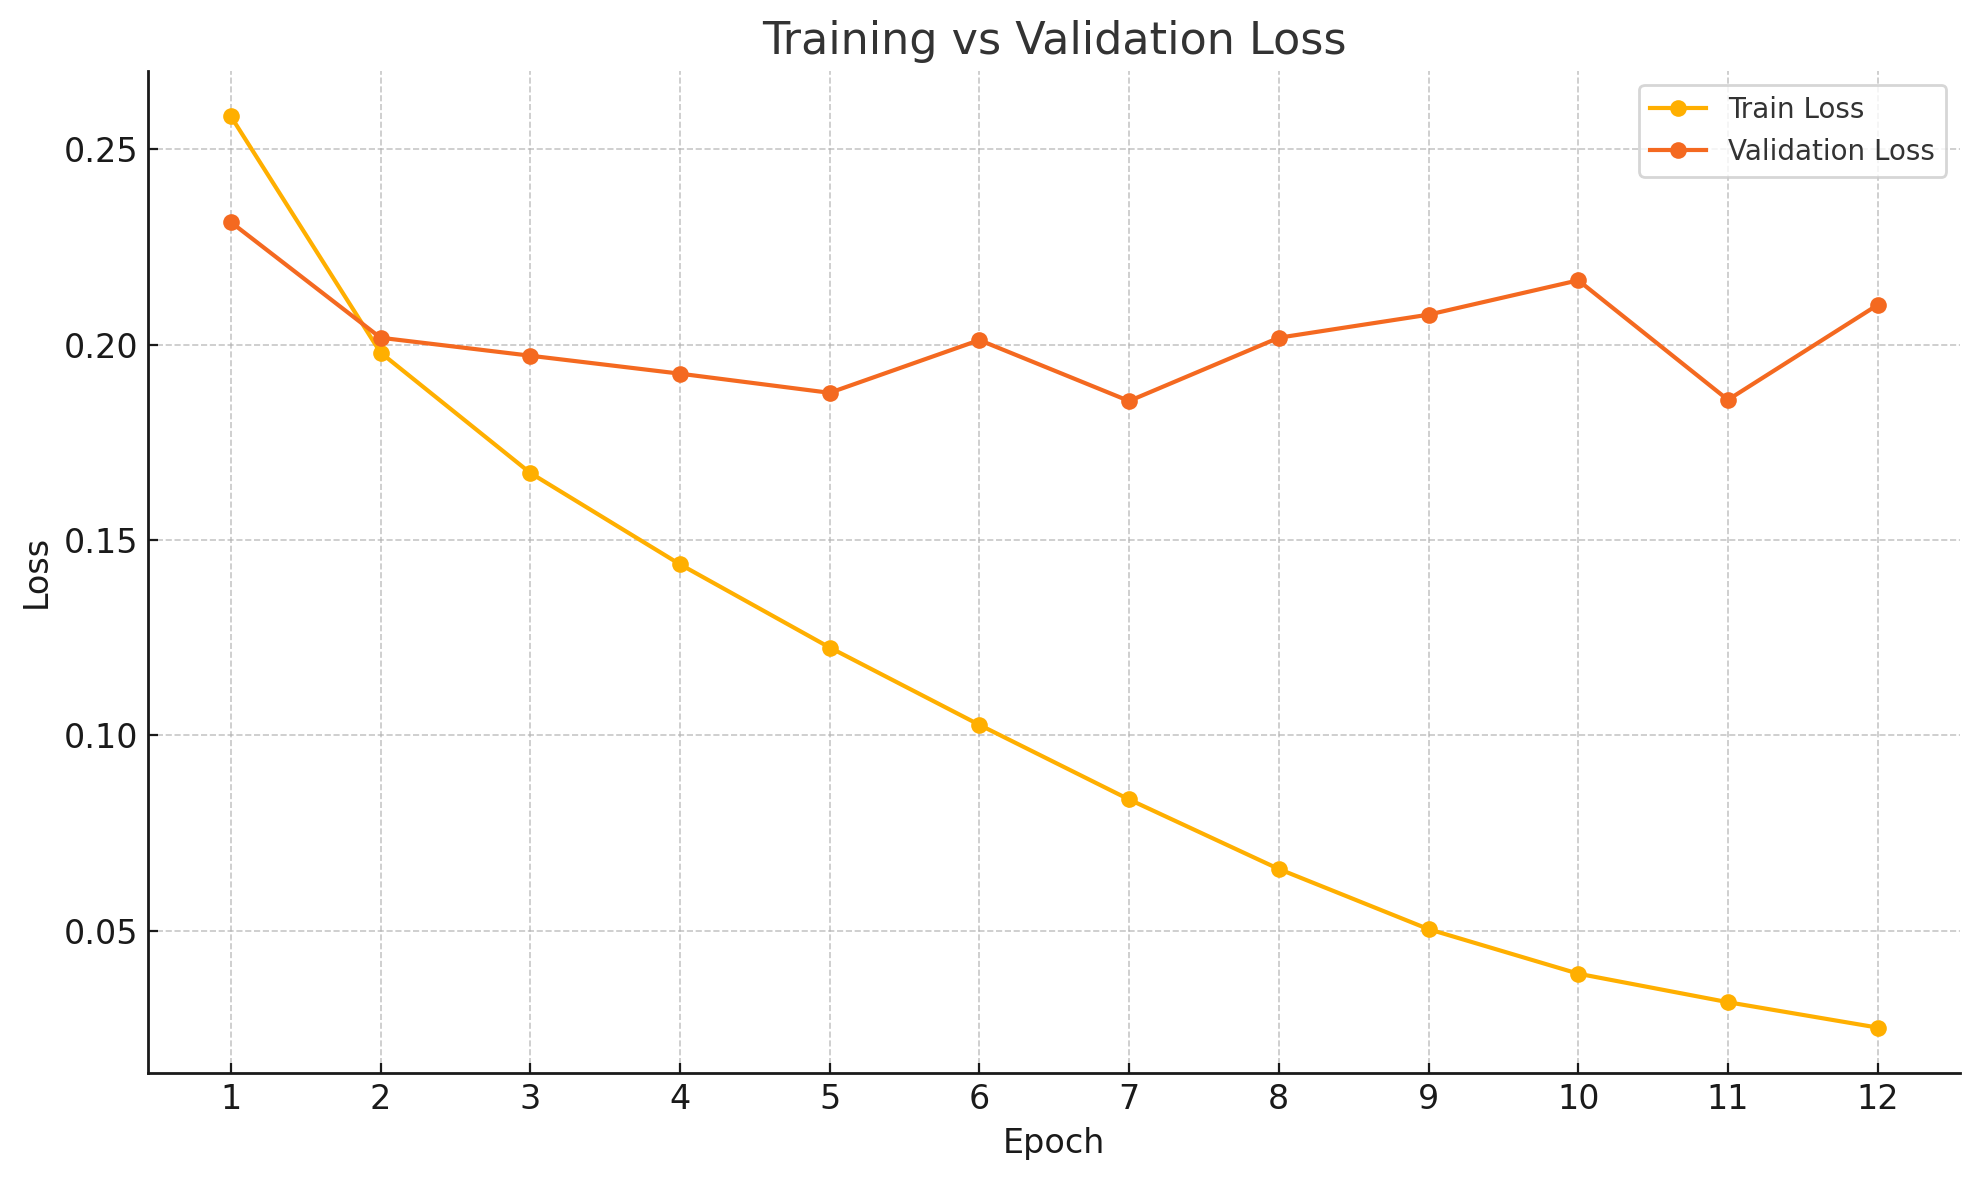 Training vs Validation Loss
Train Loss
Validation Loss
0.25
0.20
0.15
0.10
0.05
Loss
1 2 3 4 5 6 7 8 9 10 11 12
Epoch